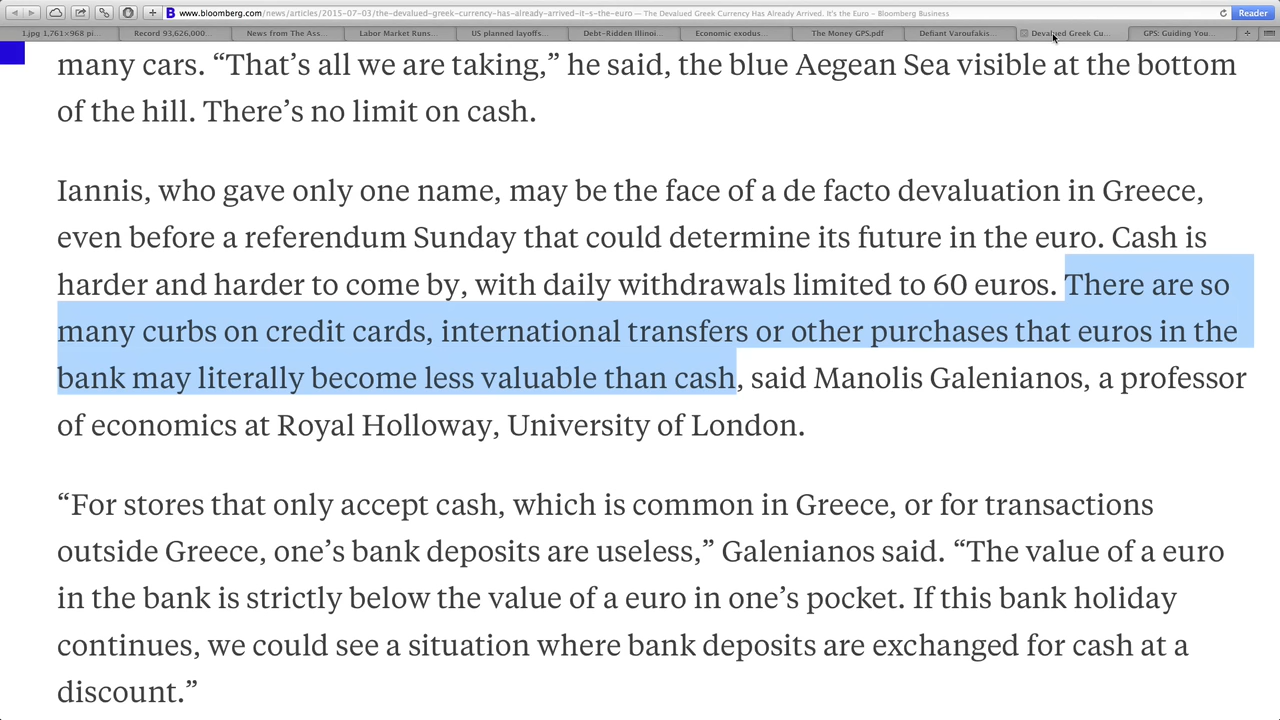 www.bloomberg.com/news/articles/2015-07-03/the-devalued-greek-currency-has-already-arrived-it-s-the-euro — The Devalued Greek Currency Has Already Arrived. It's the Euro – Bloomberg Business
Reader
1.jpg 1,761×968 pi... Record 93,626,000... News from The Ass... Labor Market Runs... US planned layoffs... Debt-Ridden Illinoi... Economic exodus... The Money GPS.pdf Defiant Varoufakis... Devalued Greek Cu... GPS: Guiding You...
many cars. “That’s all we are taking,” he said, the blue Aegean Sea visible at the bottom
of the hill. There’s no limit on cash.
Iannis, who gave only one name, may be the face of a de facto devaluation in Greece,
even before a referendum Sunday that could determine its future in the euro. Cash is
harder and harder to come by, with daily withdrawals limited to 60 euros. There are so
many curbs on credit cards, international transfers or other purchases that euros in the
bank may literally become less valuable than cash, said Manolis Galenianos, a professor
of economics at Royal Holloway, University of London.
“For stores that only accept cash, which is common in Greece, or for transactions
outside Greece, one’s bank deposits are useless,” Galenianos said. “The value of a euro
in the bank is strictly below the value of a euro in one’s pocket. If this bank holiday
continues, we could see a situation where bank deposits are exchanged for cash at a
discount.”